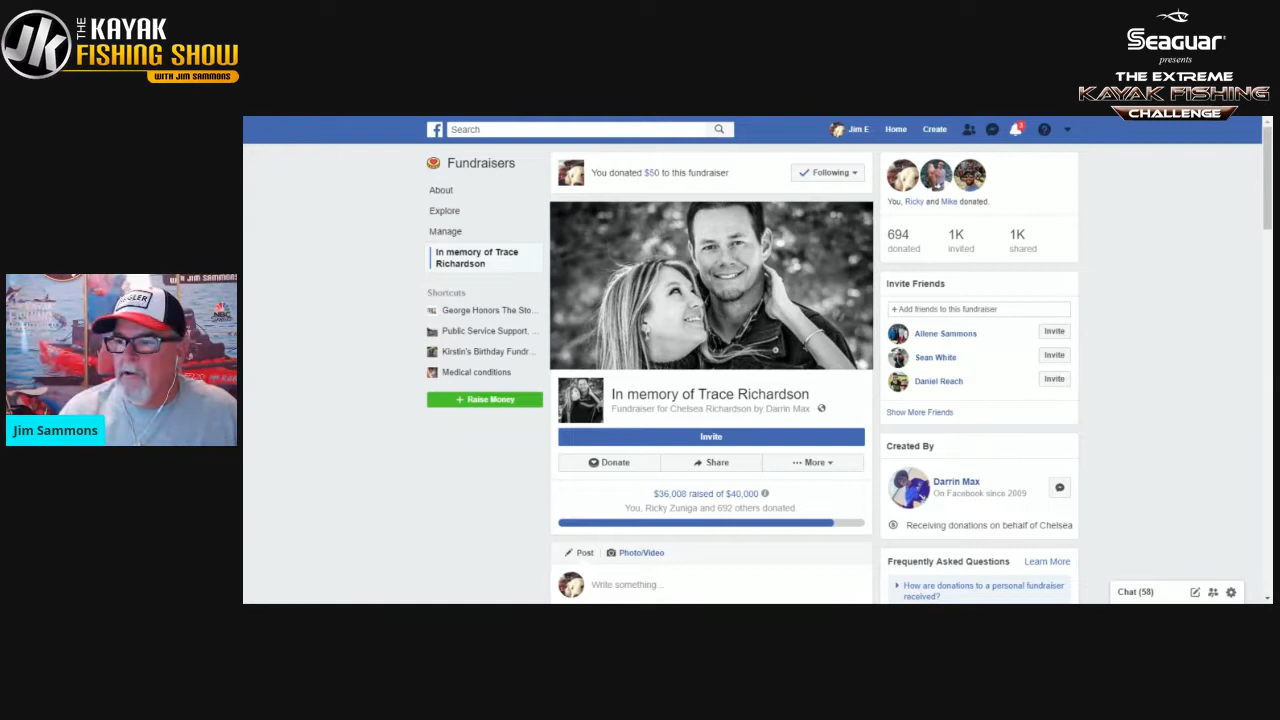 THE KAYAK
FISHING SHOW
WITH JIM SAMMONS
SEAGUAR
presents
THE EXTREME
KAYAK FISHING
CHALLENGE
Search
Jim E
Home
Create
Fundraisers
About
Explore
Manage
In memory of Trace
Richardson
Shortcuts
George Honors The Sto...
Public Service Support, ...
Kirstin's Birthday Fundr...
Medical conditions
+ Raise Money
You donated $50 to this fundraiser
Following
In memory of Trace Richardson
Fundraiser for Chelsea Richardson by Darrin Max ·
Invite
Donate
Share
More
$36,008 raised of $40,000
You, Ricky Zuniga and 692 others donated.
Post
Photo/Video
Write something...
You, Ricky and Mike donated.
694
donated
1K
invited
1K
shared
Invite Friends
+ Add friends to this fundraiser
Allene Sammons
Invite
Sean White
Invite
Daniel Reach
Invite
Show More Friends
Created By
Darrin Max
On Facebook since 2009
Receiving donations on behalf of Chelsea
Frequently Asked Questions
Learn More
How are donations to a personal fundraiser
received?
Chat (58)
Jim Sammons
NBC